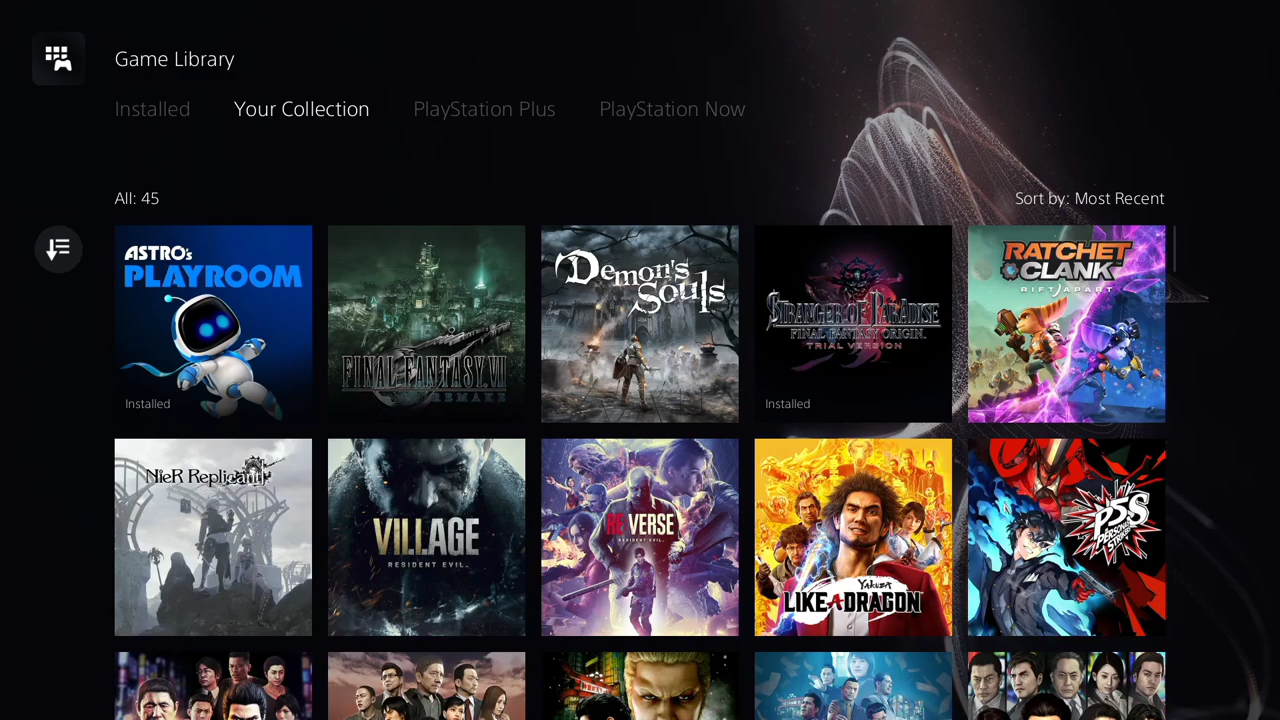 Game Library
Installed
Your Collection
PlayStation Plus
PlayStation Now
All: 45
Sort by: Most Recent
ASTRO's
PLAYROOM
Installed
FINAL FANTASY VII
REMAKE
Demon's
Souls
STRANGER OF PARADISE
FINAL FANTASY ORIGIN
TRIAL VERSION
Installed
RATCHET
CLANK
RIFT APART
NieR Replicant
VILLAGE
RESIDENT EVIL
RE:VERSE
RESIDENT EVIL
YAKUZA
LIKE A DRAGON
P5S
PERSONA5
STRIKERS